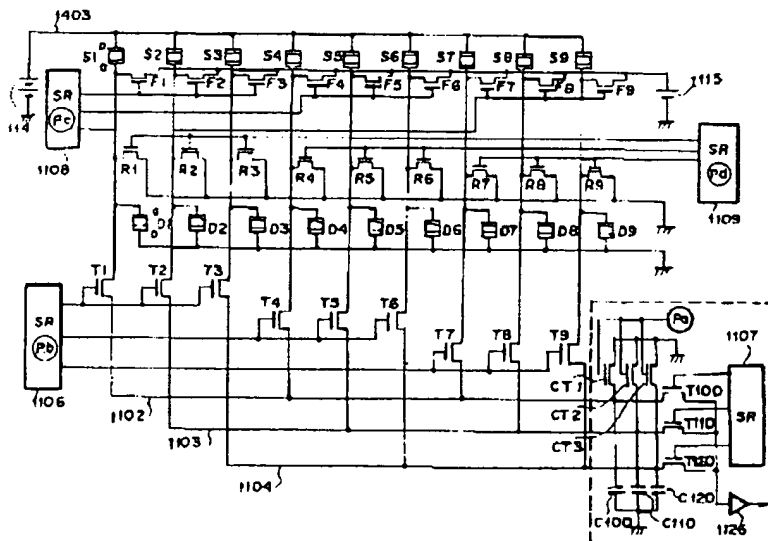 1403
S1 S2 S3 S4 S5 S6 S7 S8 S9
F1 F2 F3 F4 F5 F6 F7 F8 F9
114
1115
SR
Pc
1108
SR
Pd
1109
R1 R2 R3 R4 R5 R6 R7 R8 R9
D1 D2 D3 D4 D5 D6 D7 D8 D9
T1 T2 T3
T4 T5 T6
T7 T8 T9
SR
Pb
1106
Pa
1107
SR
CT1
CT2
CT3
T100
T110
T120
1102
1103
1104
C100
C110
C120
1126